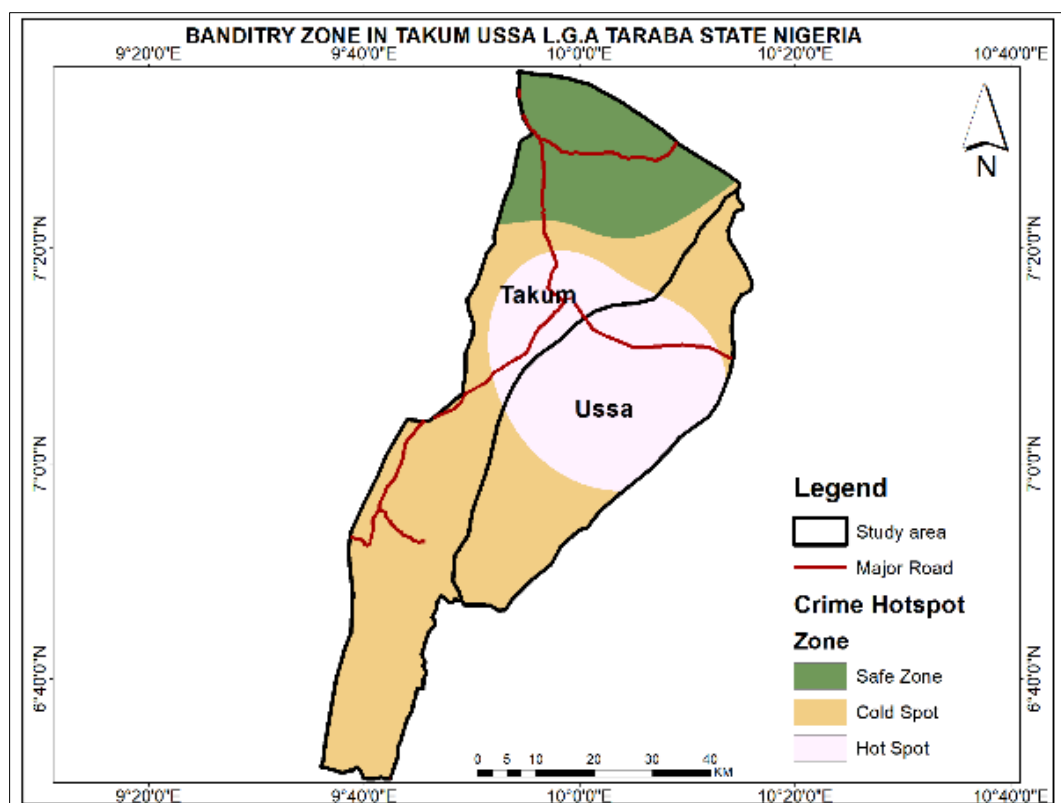 BANDITRY ZONE IN TAKUM USSA L.G.A TARABA STATE NIGERIA
9°20'0"E 9°40'0"E 10°0'0"E 10°20'0"E 10°40'0"E
N
7°20'0"N 7°20'0"N
Takum
Ussa
7°0'0"N 7°0'0"N
Legend
Study area
Major Road
Crime Hotspot
Zone
Safe Zone
6°40'0"N 6°40'0"N
Cold Spot
Hot Spot
0 5 10 20 30 40
KM
9°20'0"E 9°40'0"E 10°0'0"E 10°20'0"E 10°40'0"E